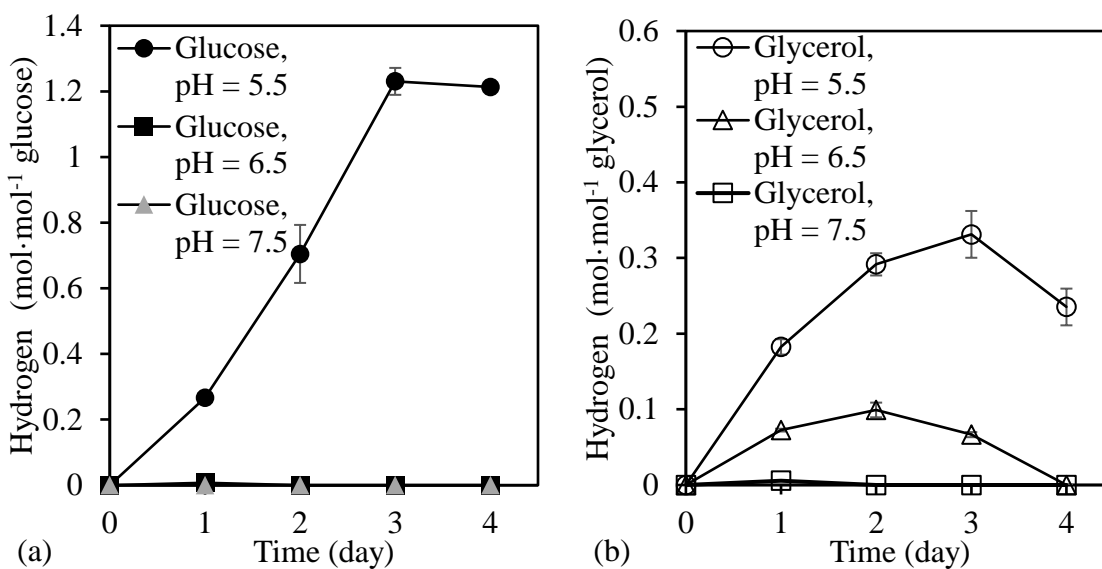 Hydrogen (mol·mol⁻¹ glucose)
1.4
1.2
1
0.8
0.6
0.4
0.2
0
Glucose,
pH = 5.5
Glucose,
pH = 6.5
Glucose,
pH = 7.5
0 1 2 3 4
(a) Time (day)
Hydrogen (mol·mol⁻¹ glycerol)
0.6
0.5
0.4
0.3
0.2
0.1
0
Glycerol,
pH = 5.5
Glycerol,
pH = 6.5
Glycerol,
pH = 7.5
0 1 2 3 4
(b) Time (day)